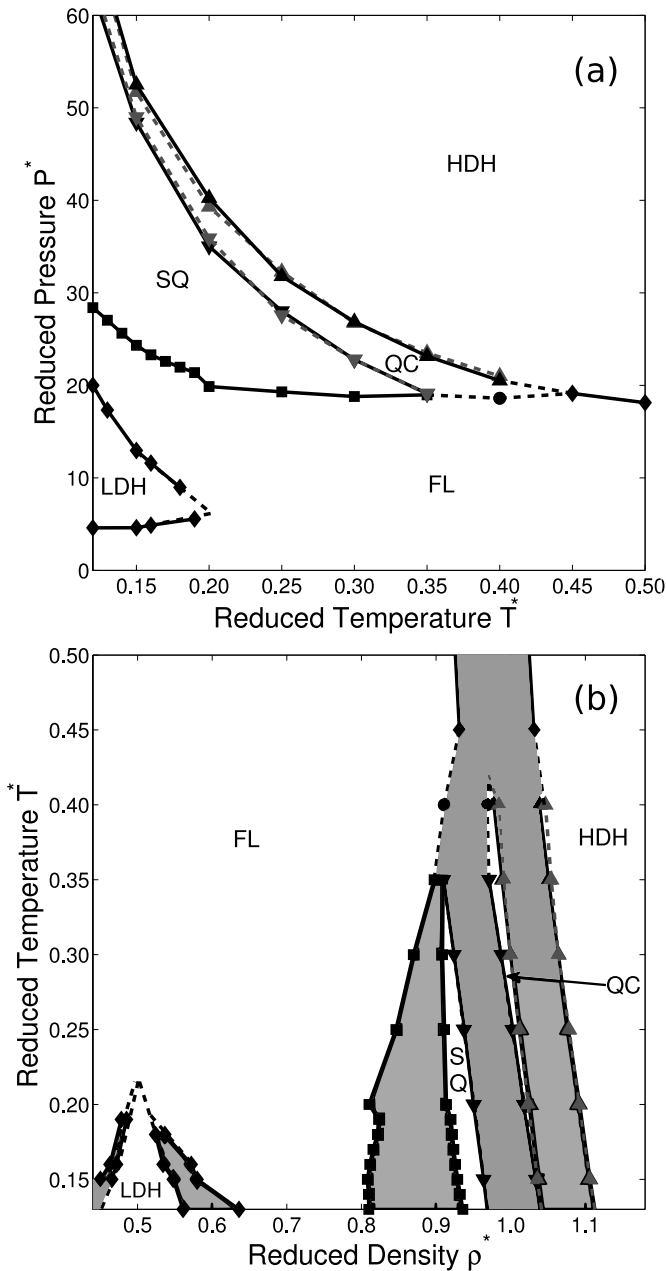 (a)
60
50
40
30
20
10
0
Reduced Pressure P*
HDH
SQ
QC
LDH
FL
0.15 0.20 0.25 0.30 0.35 0.40 0.45 0.50
Reduced Temperature T*
(b)
0.50
0.45
0.40
0.35
0.30
0.25
0.20
0.15
Reduced Temperature T*
FL
HDH
QC
S
Q
LDH
0.5 0.6 0.7 0.8 0.9 1.0 1.1
Reduced Density ρ*